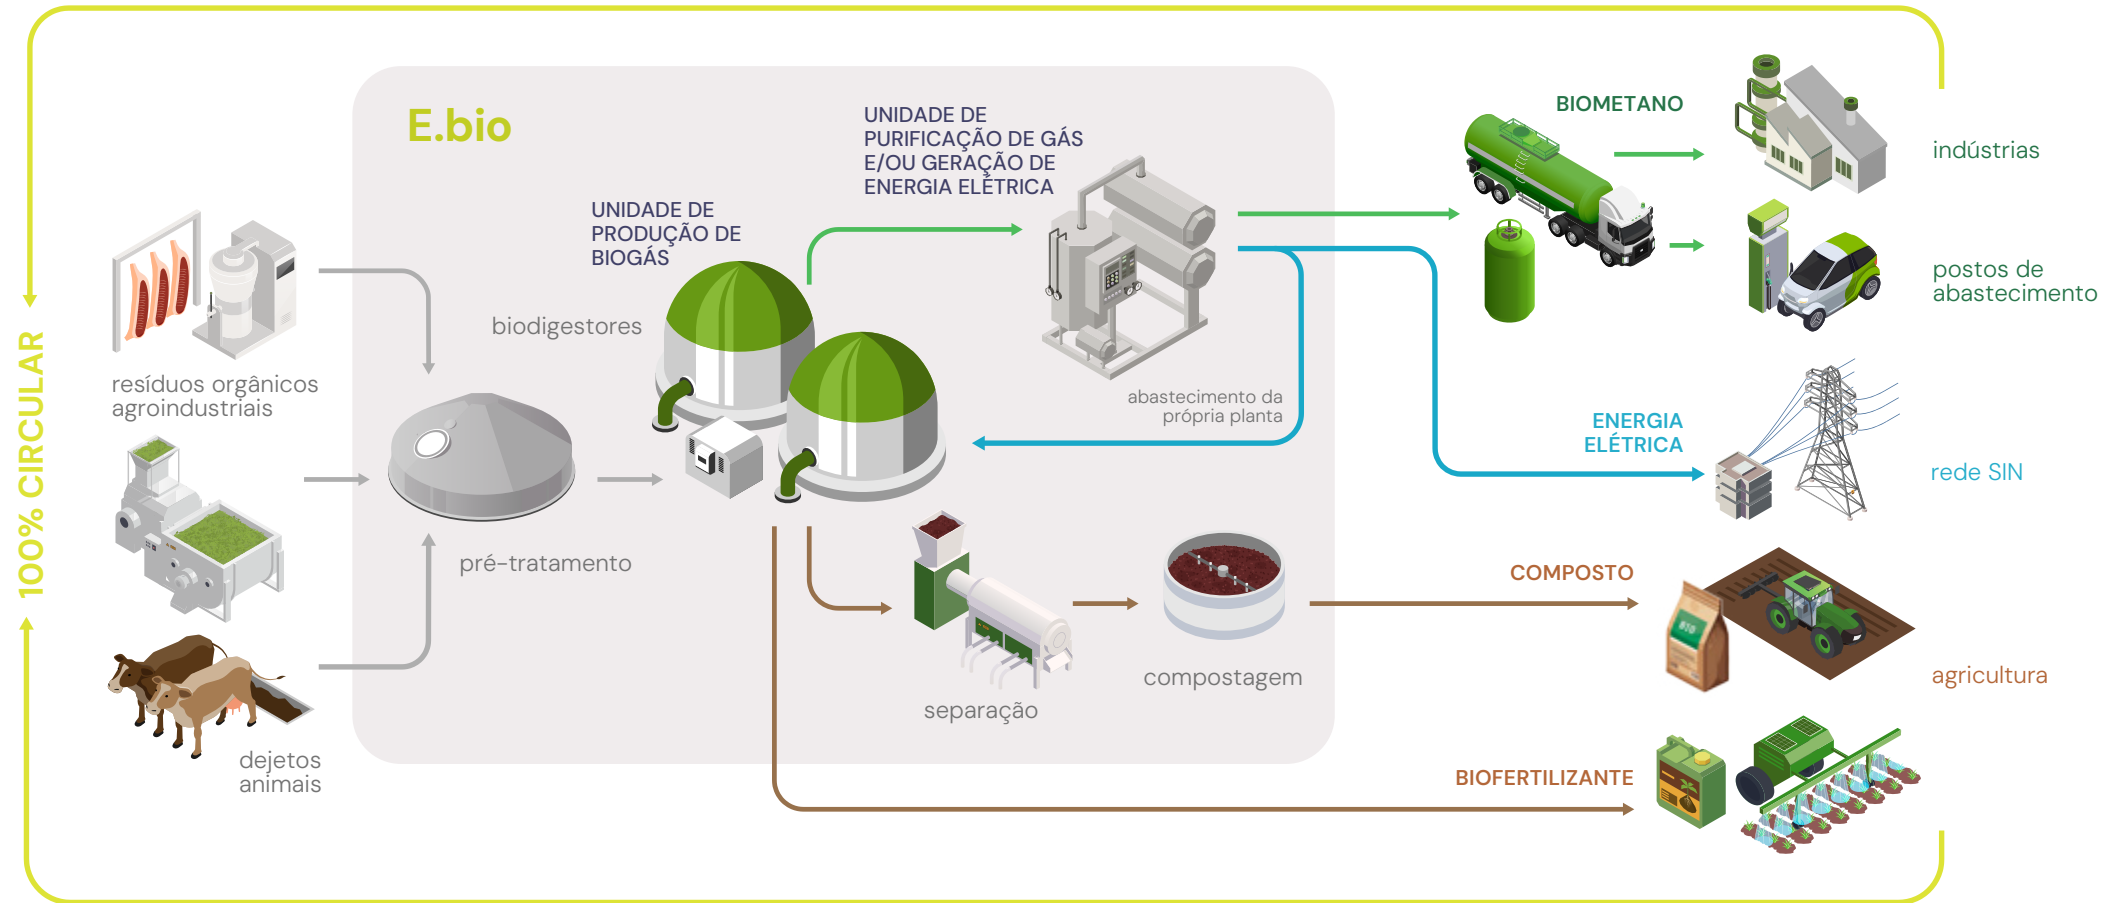 100% CIRCULAR
E.bio
UNIDADE DE
PURIFICAÇÃO DE GÁS
E/OU GERAÇÃO DE
ENERGIA ELÉTRICA
UNIDADE DE
PRODUÇÃO DE
BIOGÁS
biodigestores
resíduos orgânicos
agroindustriais
pré-tratamento
dejetos
animais
abastecimento da
própria planta
separação
compostagem
BIOMETANO
indústrias
postos de
abastecimento
ENERGIA
ELÉTRICA
rede SIN
COMPOSTO
BIO
agricultura
BIOFERTILIZANTE